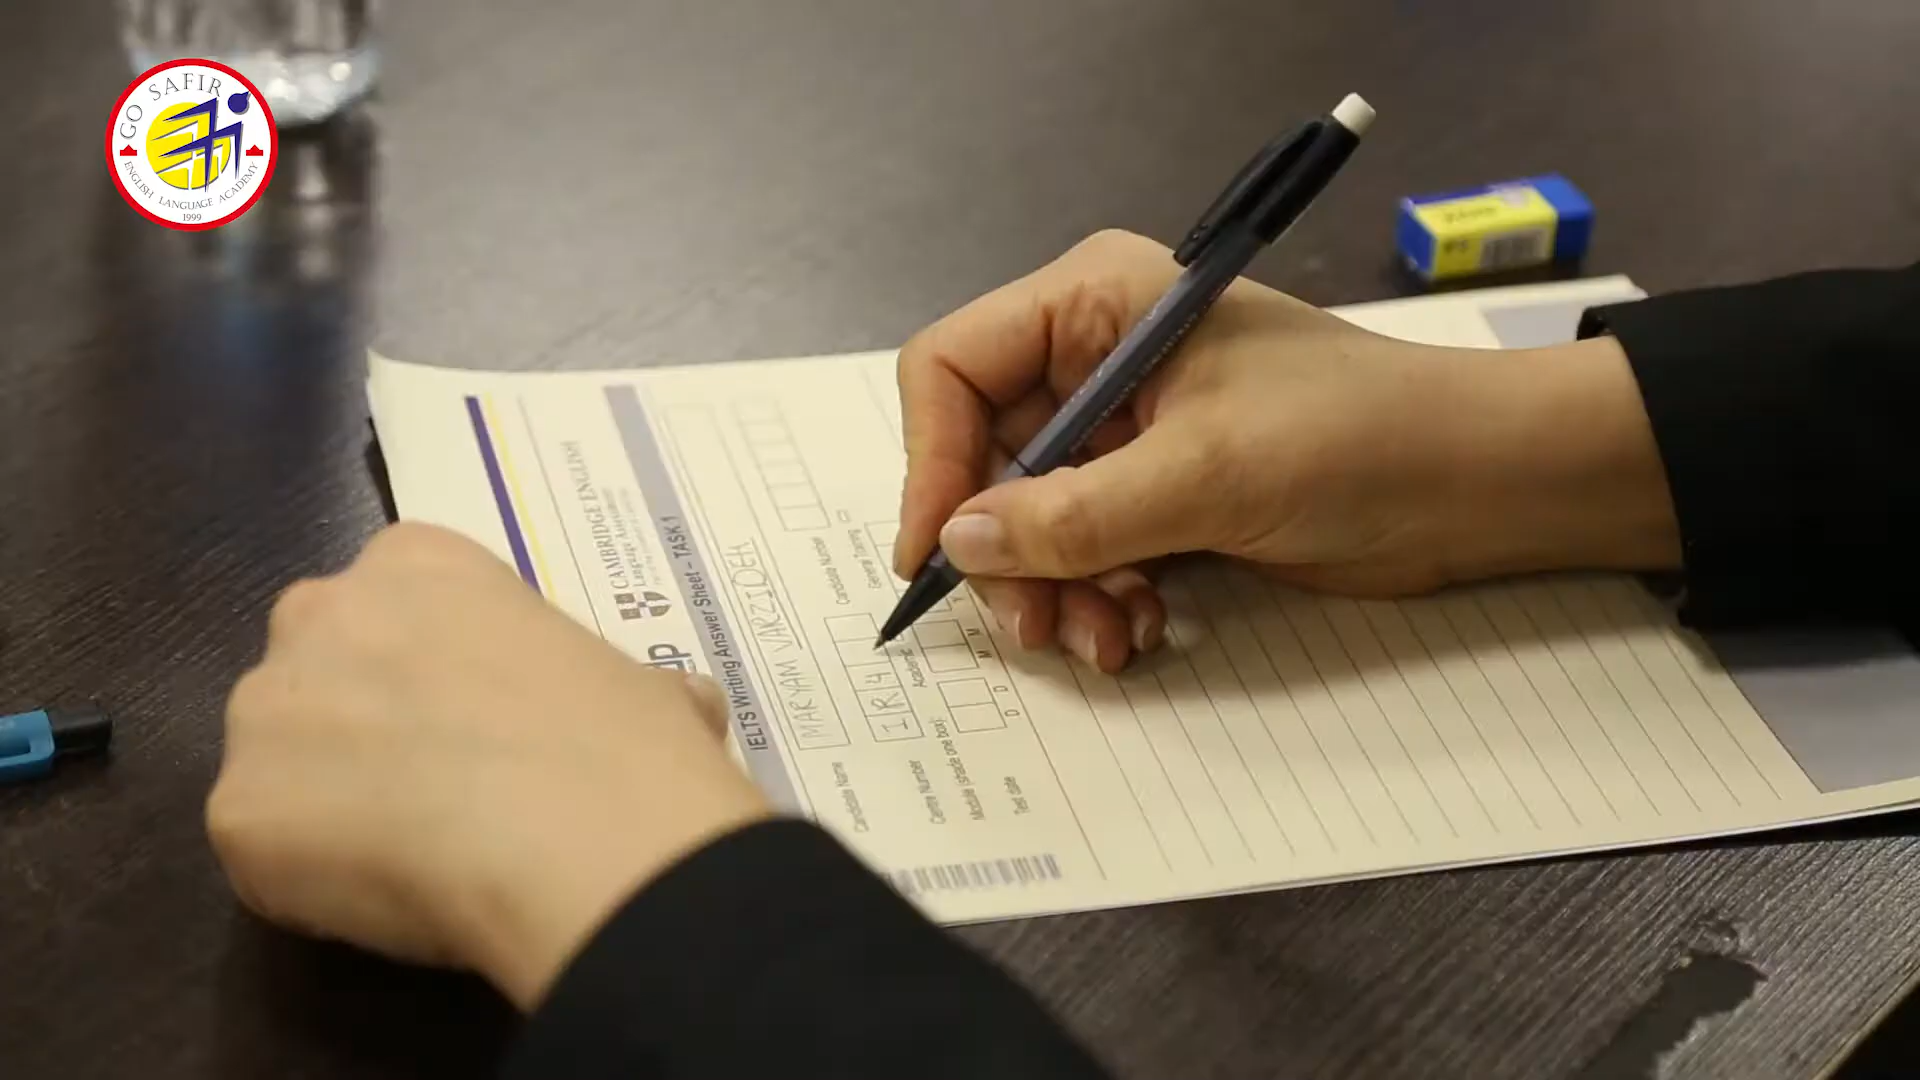 GO SAFIR
ENGLISH LANGUAGE ACADEMY
1999
CAMBRIDGE ENGLISH
Language Assessment
IELTS Writing Answer Sheet – TASK 1
Candidate Name MARYAM VARZIDEH
Centre Number I R 4 Candidate Number
Module (shade one box): Academic General Training
Test date
D D M M Y